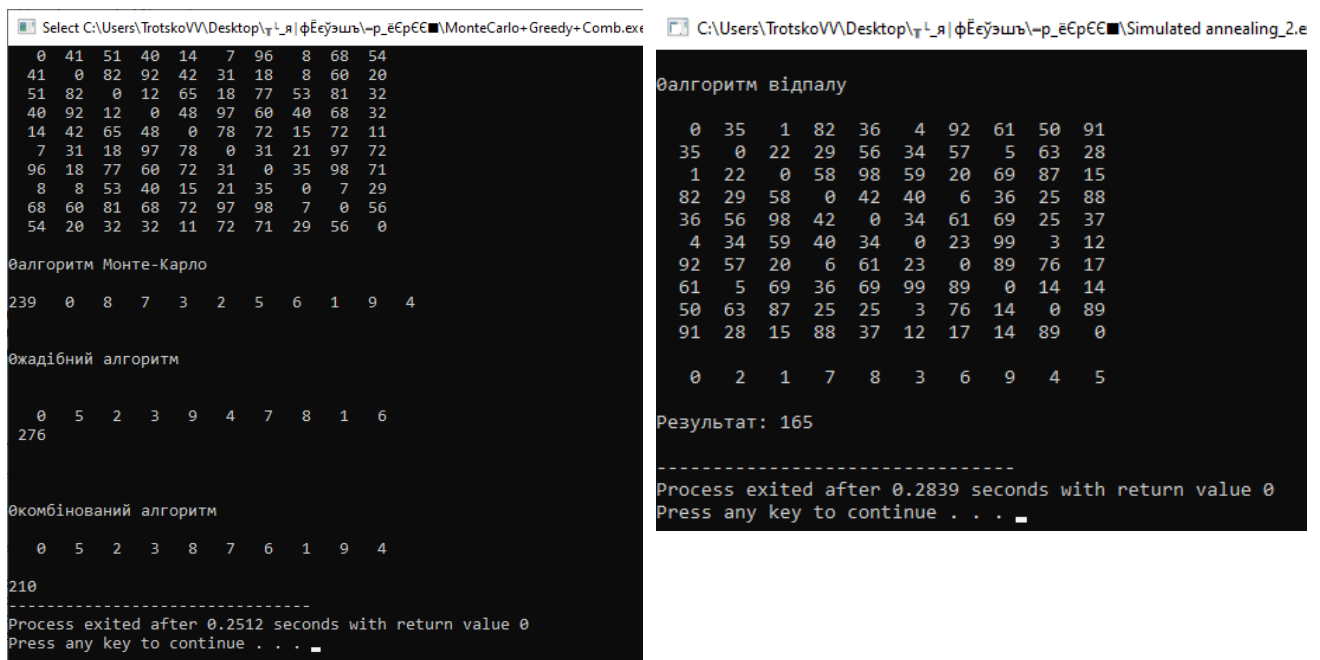 Select C:\Users\TrotskoVV\Desktop\╥└_я|фЁєўэшъ\=р_ёЄрЄЄ■\MonteCarlo+Greedy+Comb.exe
0 41 51 40 14 7 96 8 68 54
41 0 82 92 42 31 18 8 60 20
51 82 0 12 65 18 77 53 81 32
40 92 12 0 48 97 60 40 68 32
14 42 65 48 0 78 72 15 72 11
7 31 18 97 78 0 31 21 97 72
96 18 77 60 72 31 0 35 98 71
8 8 53 40 15 21 35 0 7 29
68 60 81 68 72 97 98 7 0 56
54 20 32 32 11 72 71 29 56 0
0алгоритм Монте-Карло
239 0 8 7 3 2 5 6 1 9 4
0жадібний алгоритм
0 5 2 3 9 4 7 8 1 6
276
0комбінований алгоритм
0 5 2 3 8 7 6 1 9 4
210
--------------------------------
Process exited after 0.2512 seconds with return value 0
Press any key to continue . . .
C:\Users\TrotskoVV\Desktop\╥└_я|фЁєўэшъ\=р_ёЄрЄЄ■\Simulated annealing_2.e
0алгоритм відпалу
0 35 1 82 36 4 92 61 50 91
35 0 22 29 56 34 57 5 63 28
1 22 0 58 98 59 20 69 87 15
82 29 58 0 42 40 6 36 25 88
36 56 98 42 0 34 61 69 25 37
4 34 59 40 34 0 23 99 3 12
92 57 20 6 61 23 0 89 76 17
61 5 69 36 69 99 89 0 14 14
50 63 87 25 25 3 76 14 0 89
91 28 15 88 37 12 17 14 89 0
0 2 1 7 8 3 6 9 4 5
Результат: 165
--------------------------------
Process exited after 0.2839 seconds with return value 0
Press any key to continue . . .